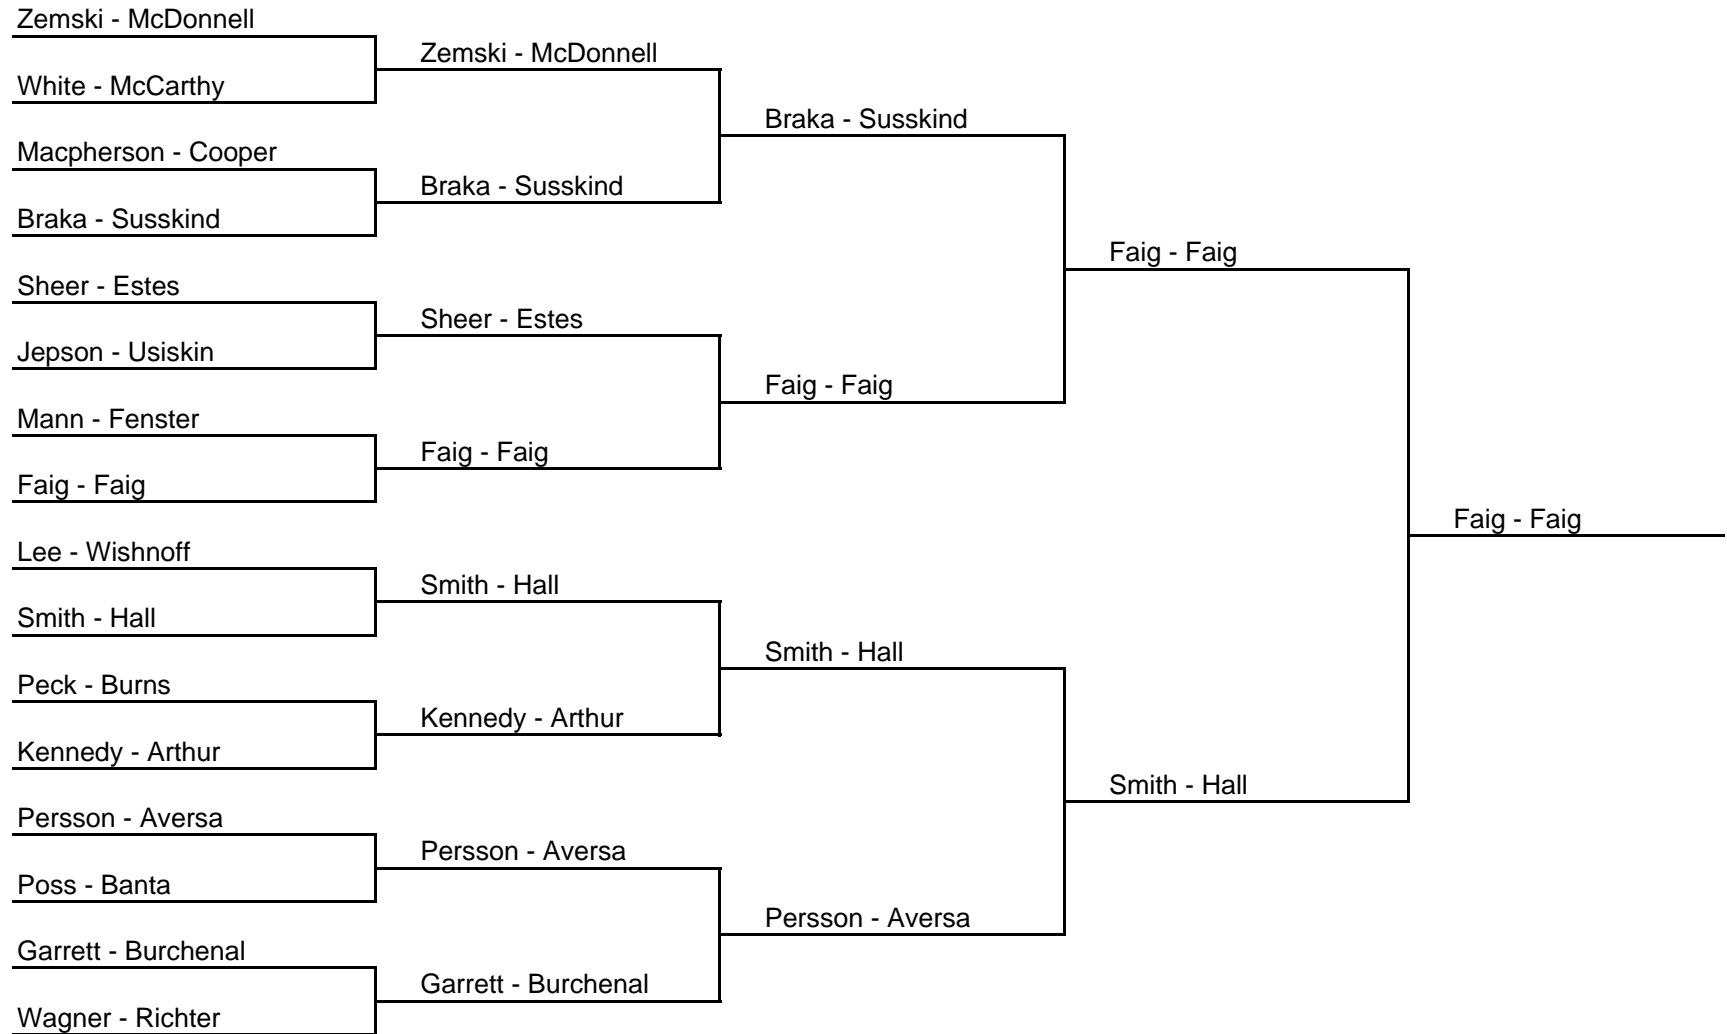 Zemski - McDonnell
White - McCarthy
Macpherson - Cooper
Braka - Susskind
Sheer - Estes
Jepson - Usiskin
Mann - Fenster
Faig - Faig
Lee - Wishnoff
Smith - Hall
Peck - Burns
Kennedy - Arthur
Persson - Aversa
Poss - Banta
Garrett - Burchenal
Wagner - Richter
Zemski - McDonnell
Braka - Susskind
Sheer - Estes
Faig - Faig
Smith - Hall
Kennedy - Arthur
Persson - Aversa
Garrett - Burchenal
Braka - Susskind
Faig - Faig
Smith - Hall
Persson - Aversa
Faig - Faig
Smith - Hall
Faig - Faig